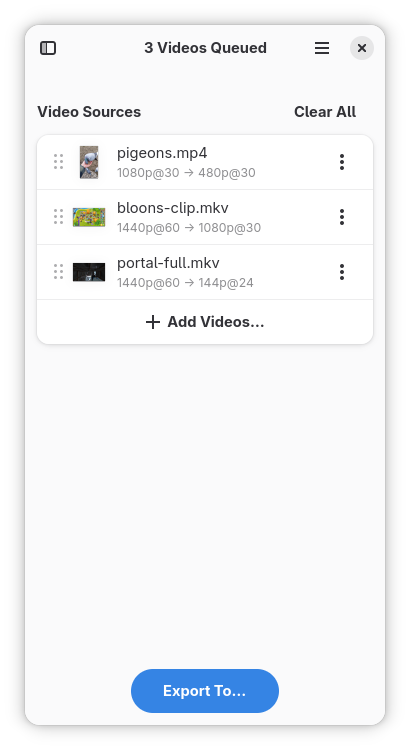 3 Videos Queued
Video Sources
Clear All
pigeons.mp4
1080p@30 → 480p@30
bloons-clip.mkv
1440p@60 → 1080p@30
portal-full.mkv
1440p@60 → 144p@24
Add Videos...
Export To...